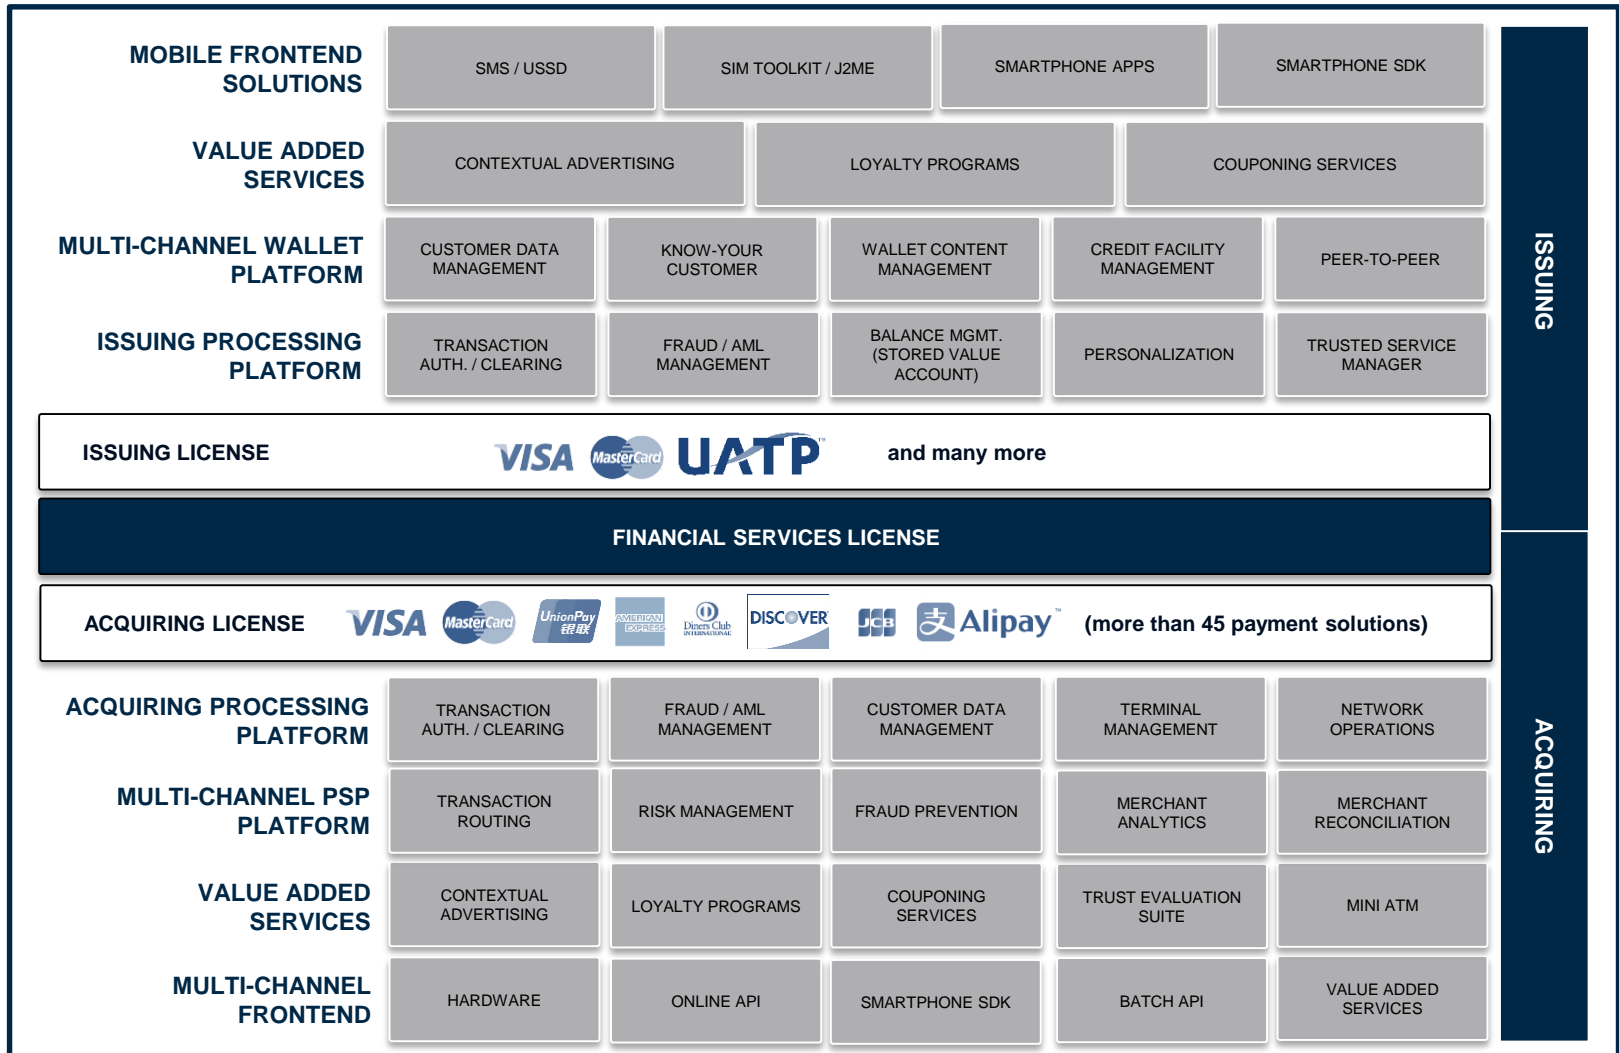 MOBILE FRONTEND
SOLUTIONS
SMS / USSD
SIM TOOLKIT / J2ME
SMARTPHONE APPS
SMARTPHONE SDK
VALUE ADDED
SERVICES
CONTEXTUAL ADVERTISING
LOYALTY PROGRAMS
COUPONING SERVICES
MULTI-CHANNEL WALLET
PLATFORM
CUSTOMER DATA
MANAGEMENT
KNOW-YOUR
CUSTOMER
WALLET CONTENT
MANAGEMENT
CREDIT FACILITY
MANAGEMENT
PEER-TO-PEER
ISSUING PROCESSING
PLATFORM
TRANSACTION
AUTH. / CLEARING
FRAUD / AML
MANAGEMENT
BALANCE MGMT.
(STORED VALUE
ACCOUNT)
PERSONALIZATION
TRUSTED SERVICE
MANAGER
ISSUING
ISSUING LICENSE
VISA
MasterCard
UATP™
and many more
FINANCIAL SERVICES LICENSE
ACQUIRING LICENSE
VISA
MasterCard
UnionPay
银联
AMERICAN
EXPRESS
Diners Club
INTERNATIONAL
DISCOVER
JCB
支 Alipay™
(more than 45 payment solutions)
ACQUIRING PROCESSING
PLATFORM
TRANSACTION
AUTH. / CLEARING
FRAUD / AML
MANAGEMENT
CUSTOMER DATA
MANAGEMENT
TERMINAL
MANAGEMENT
NETWORK
OPERATIONS
MULTI-CHANNEL PSP
PLATFORM
TRANSACTION
ROUTING
RISK MANAGEMENT
FRAUD PREVENTION
MERCHANT
ANALYTICS
MERCHANT
RECONCILIATION
VALUE ADDED
SERVICES
CONTEXTUAL
ADVERTISING
LOYALTY PROGRAMS
COUPONING
SERVICES
TRUST EVALUATION
SUITE
MINI ATM
MULTI-CHANNEL
FRONTEND
HARDWARE
ONLINE API
SMARTPHONE SDK
BATCH API
VALUE ADDED
SERVICES
ACQUIRING